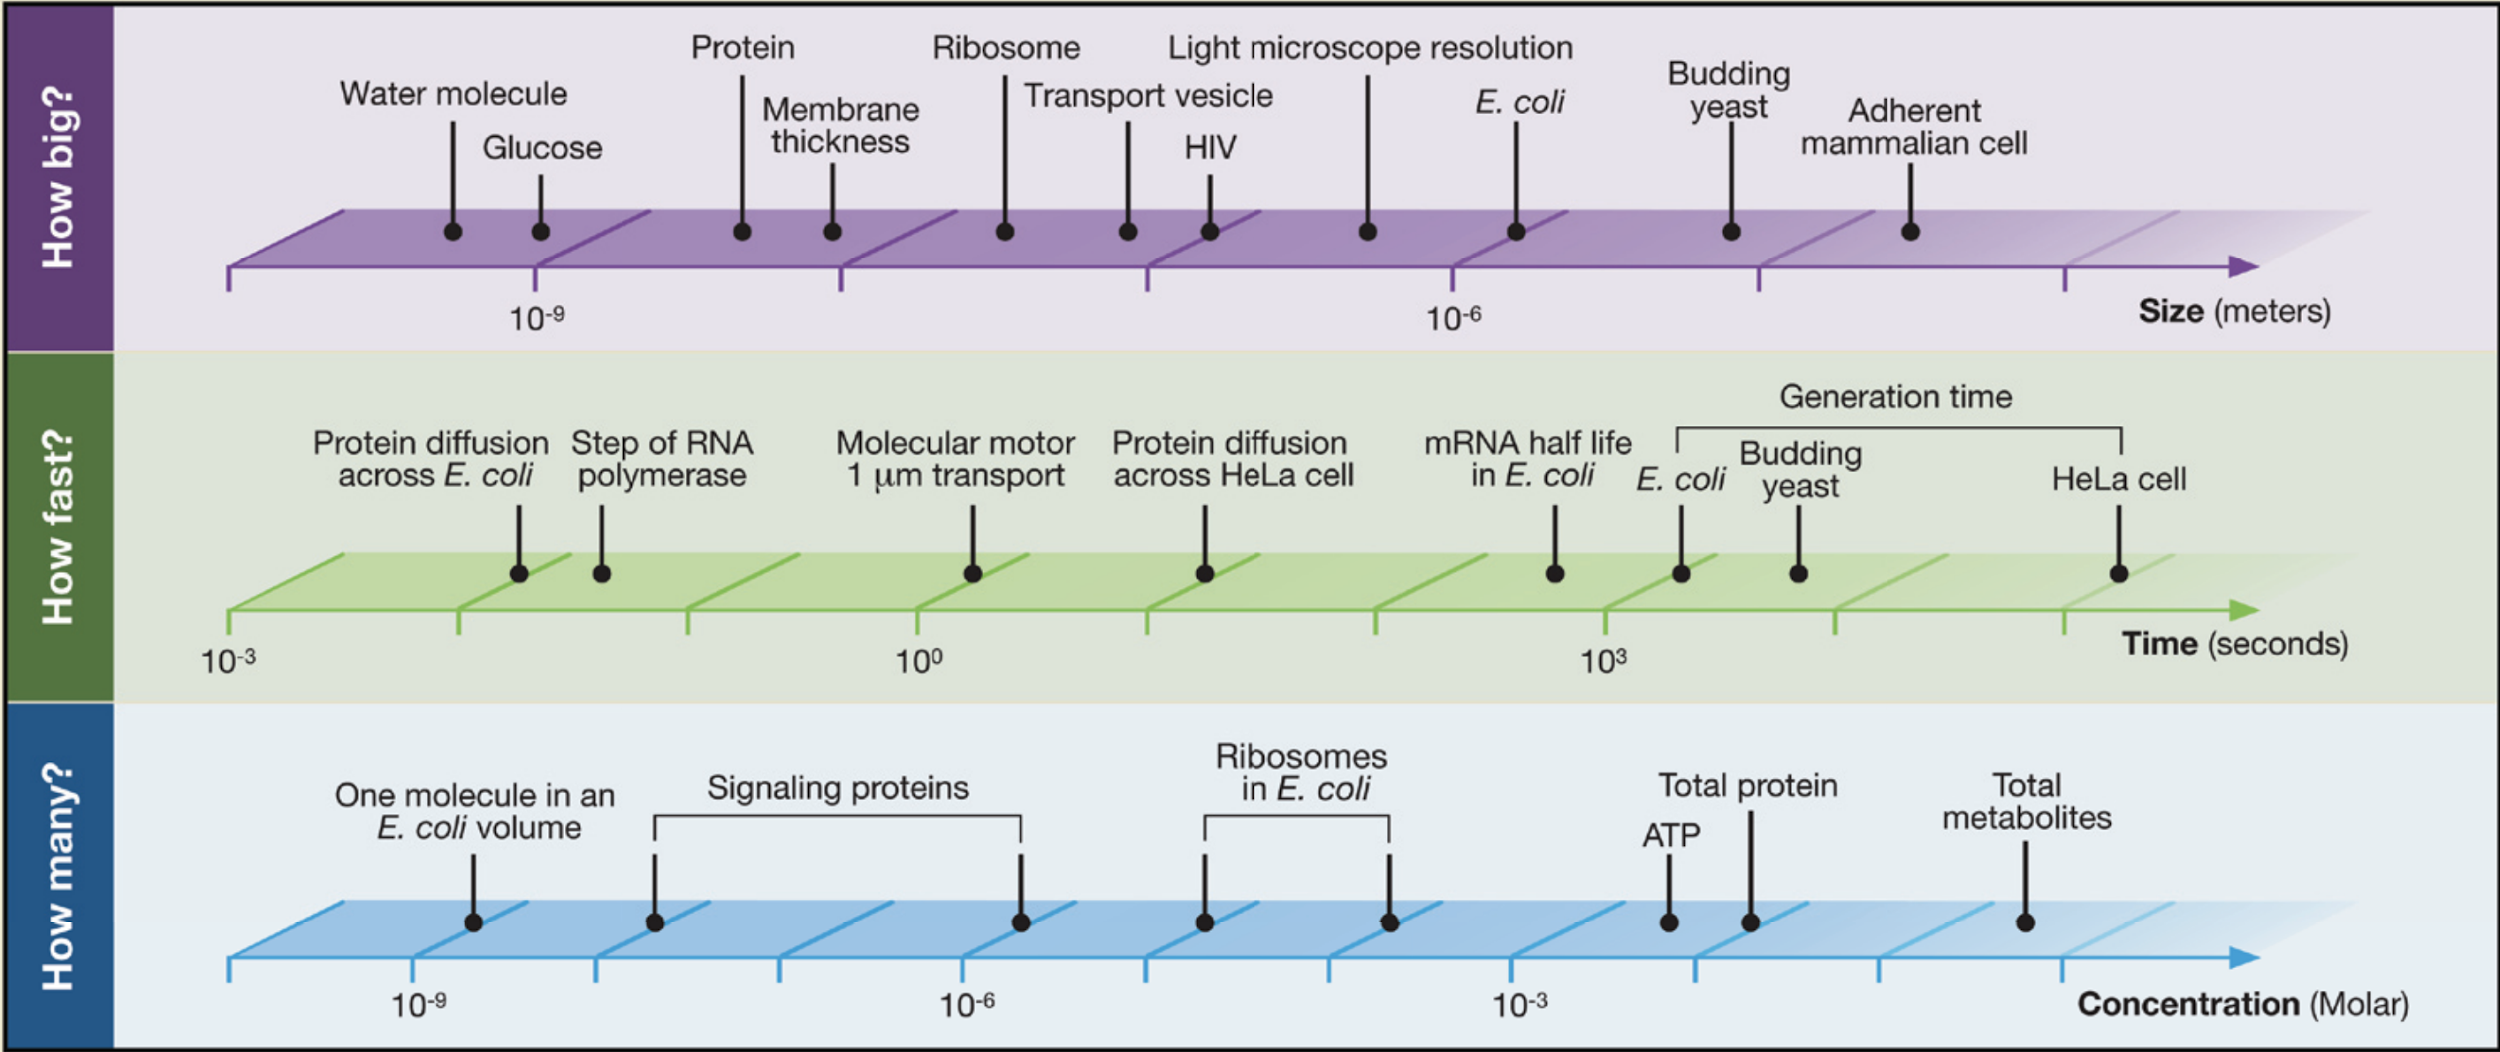 How big?
Water molecule
Glucose
Protein
Membrane
thickness
Ribosome
Transport vesicle
HIV
Light microscope resolution
E. coli
Budding
yeast
Adherent
mammalian cell
10-9
10-6
Size (meters)
How fast?
Protein diffusion
across E. coli
Step of RNA
polymerase
Molecular motor
1 μm transport
Protein diffusion
across HeLa cell
mRNA half life
in E. coli
Generation time
E. coli
Budding
yeast
HeLa cell
10-3
10⁰
10³
Time (seconds)
How many?
One molecule in an
E. coli volume
Signaling proteins
Ribosomes
in E. coli
ATP
Total protein
Total
metabolites
10-9
10-6
10-3
Concentration (Molar)